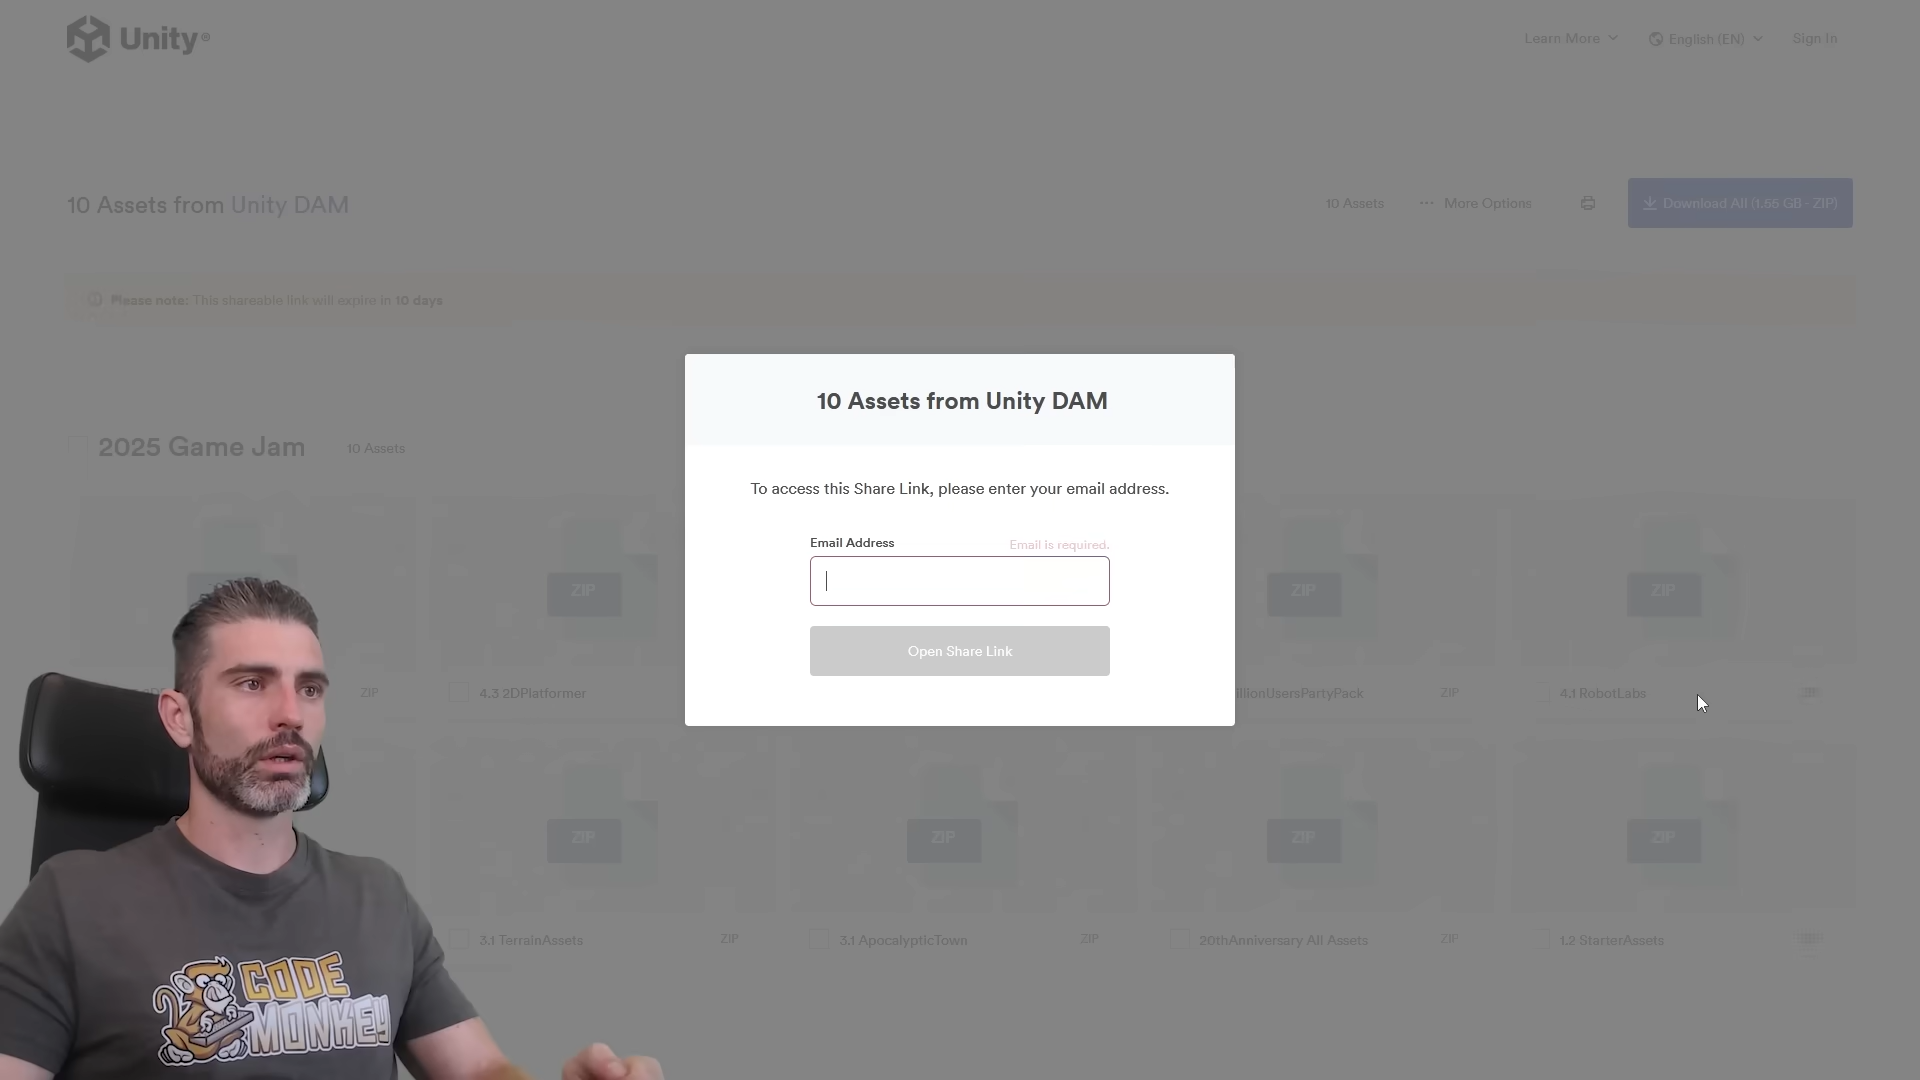 Unity®
Learn More
English (EN)
Sign In
10 Assets from Unity DAM
10 Assets
More Options
Download All (1.55 GB - ZIP)
Please note: This shareable link will expire in 10 days
10 Assets from Unity DAM
2025 Game Jam
10 Assets
To access this Share Link, please enter your email address.
Email Address
Email is required.
ZIP
ZIP
ZIP
Open Share Link
ZIP
4.3 2DPlatformer
illionUsersPartyPack
ZIP
4.1 RobotLabs
ZIP
ZIP
ZIP
ZIP
3.1 TerrainAssets
ZIP
3.1 ApocalypticTown
ZIP
20thAnniversary All Assets
ZIP
1.2 StarterAssets
CODE
MONKEY